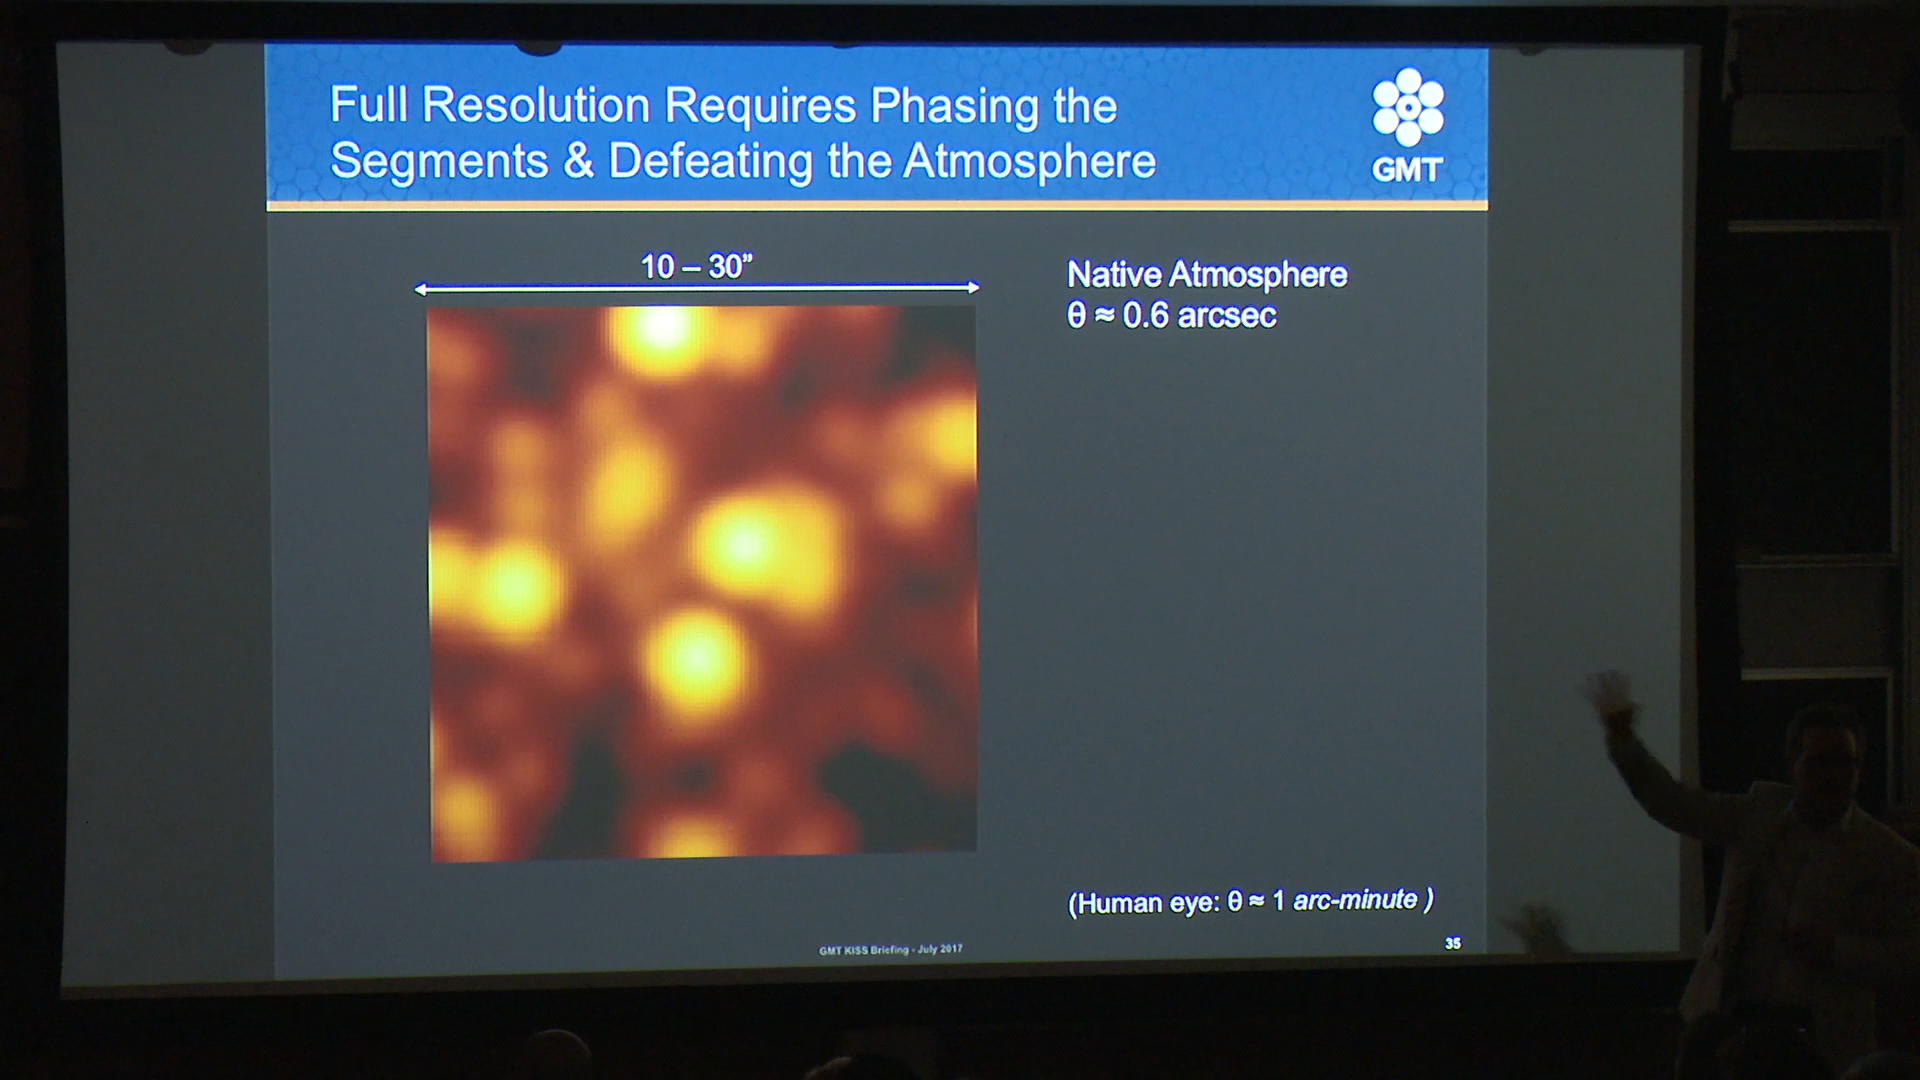 Full Resolution Requires Phasing the
Segments & Defeating the Atmosphere
GMT
10 – 30”
Native Atmosphere
θ ≈ 0.6 arcsec
(Human eye: θ ≈ 1 arc-minute )
GMT KISS Briefing - July 2017
35